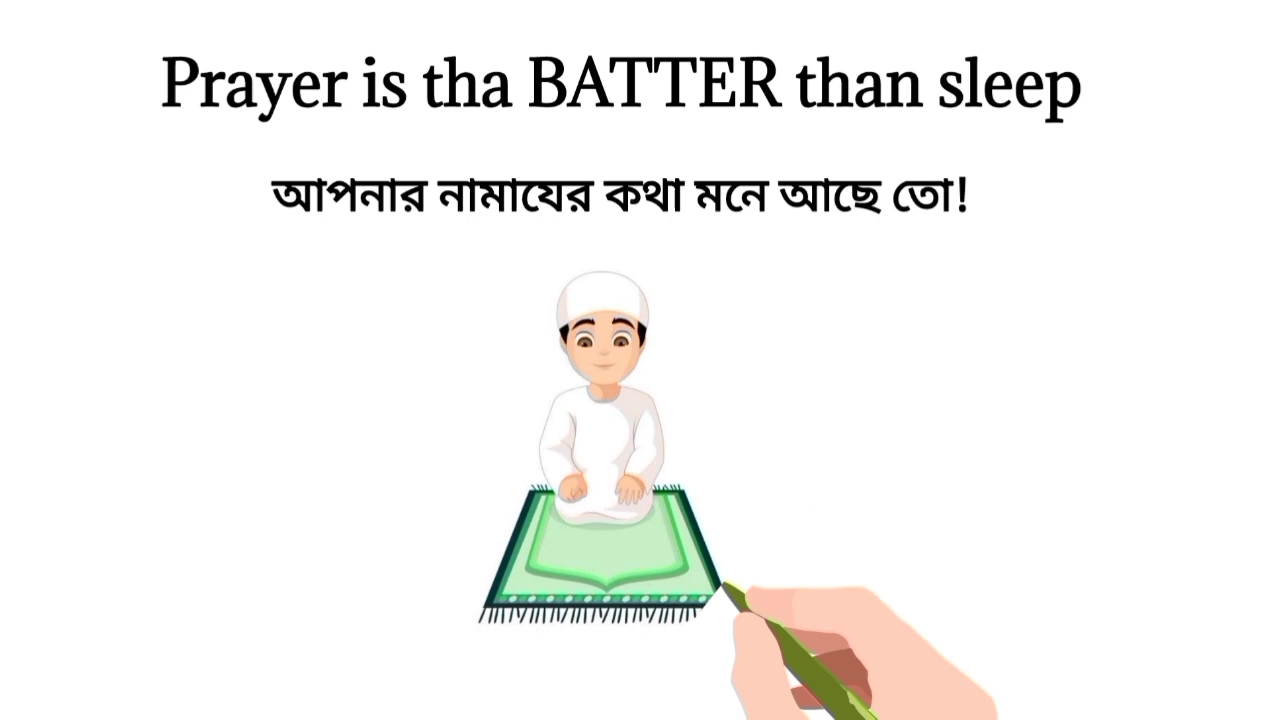 Prayer is tha BATTER than sleep
আপনার নামাযের কথা মনে আছে তো!